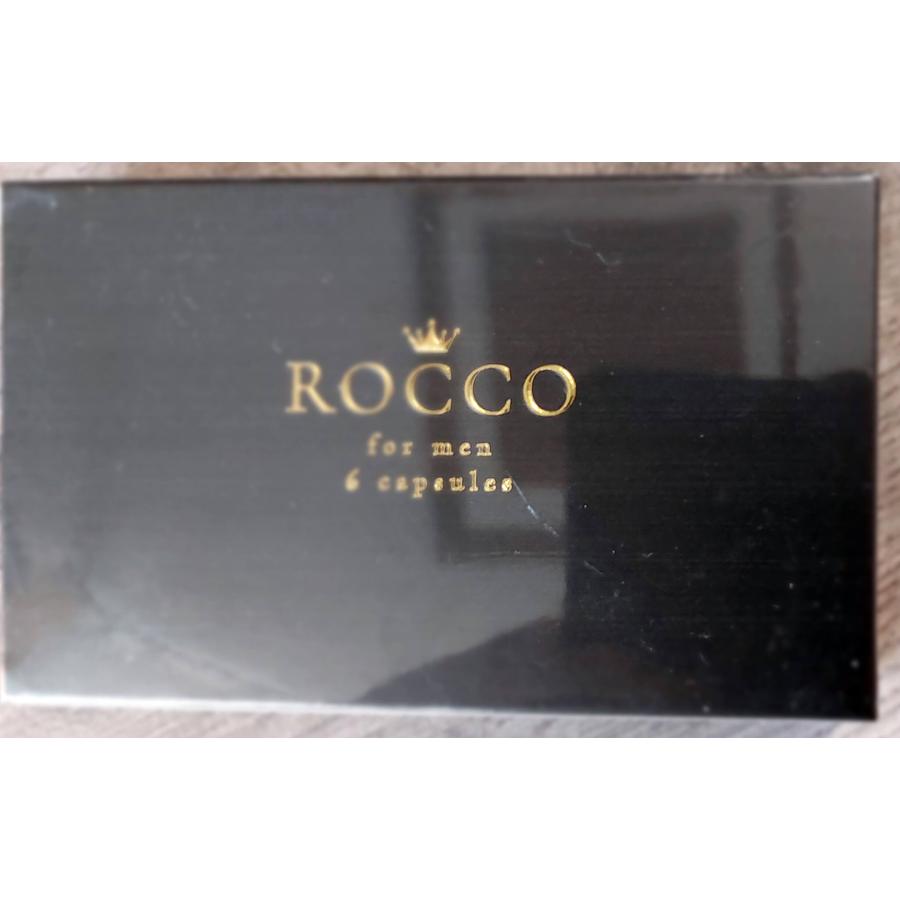 ROCCO
for men
6 capsules